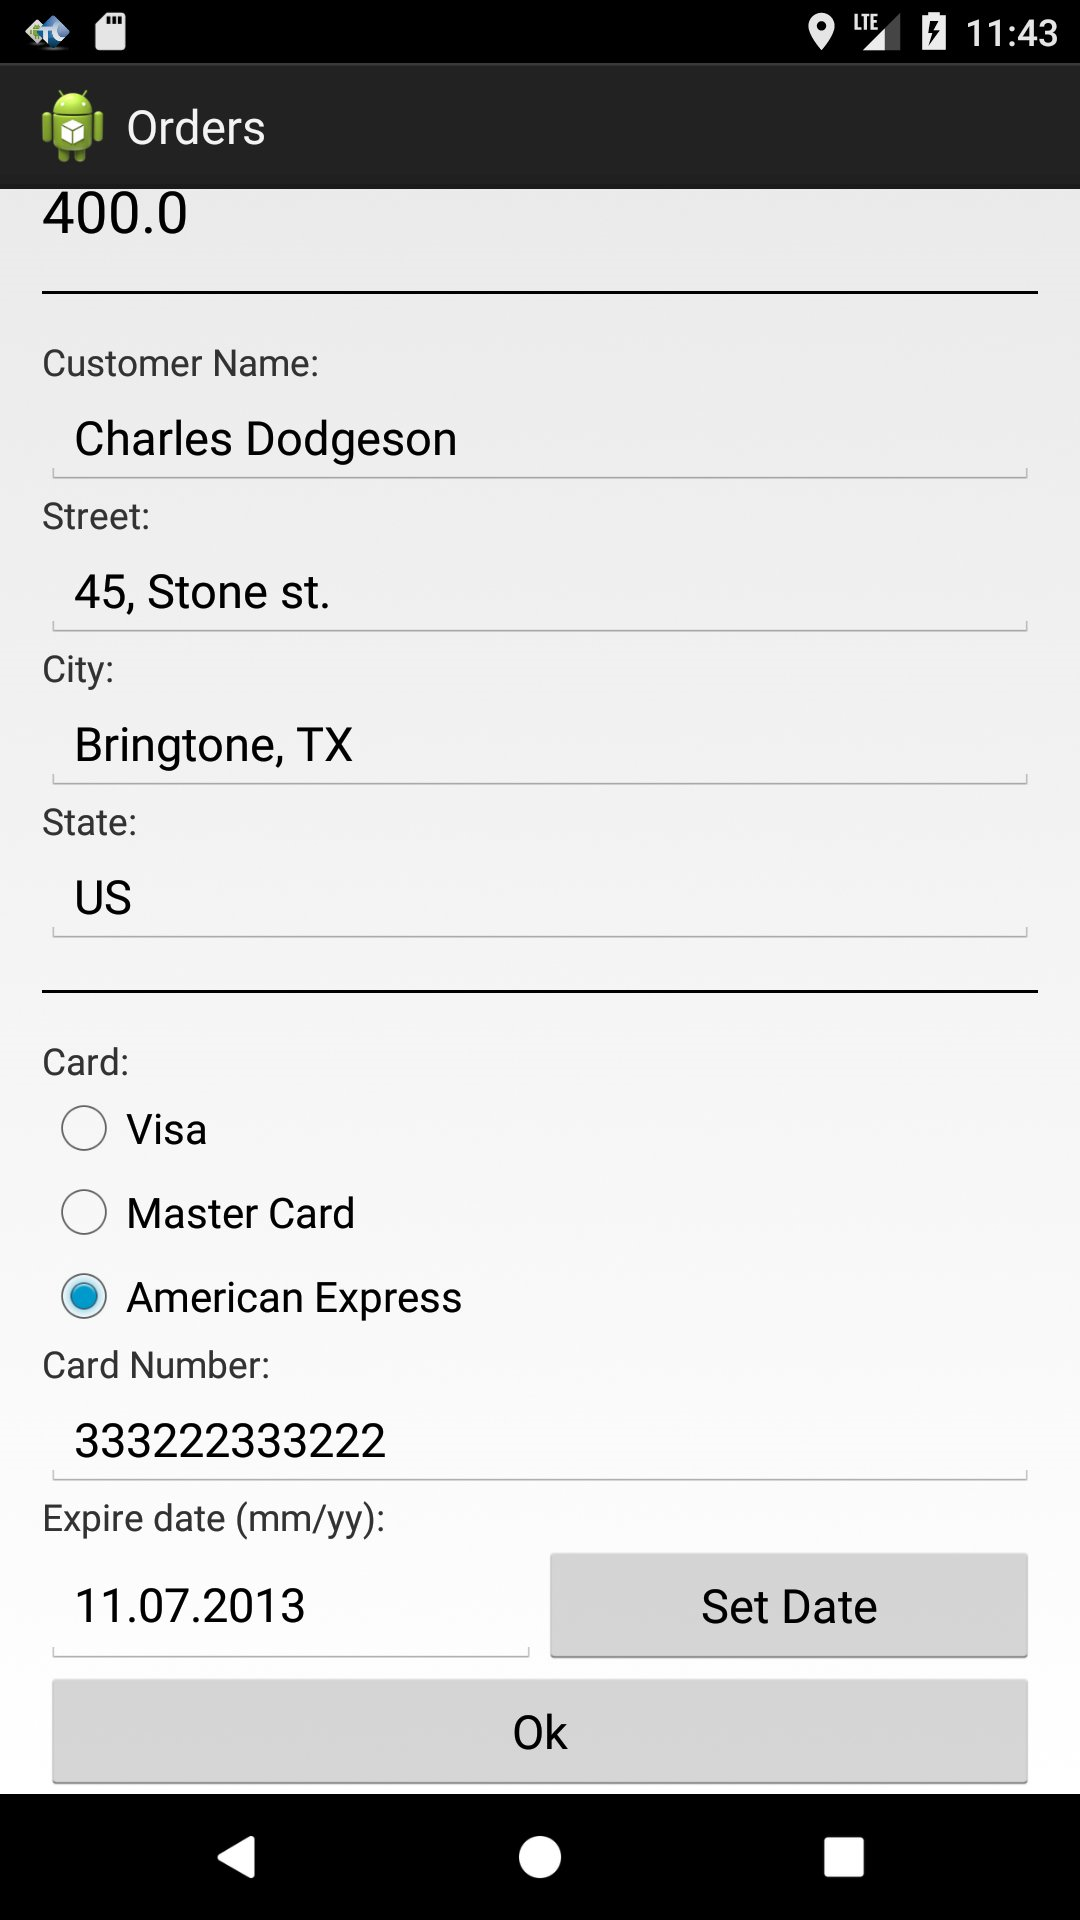 LTE 11:43
Orders
400.0
Customer Name:
Charles Dodgeson
Street:
45, Stone st.
City:
Bringtone, TX
State:
US
Card:
Visa
Master Card
American Express
Card Number:
333222333222
Expire date (mm/yy):
11.07.2013 Set Date
Ok